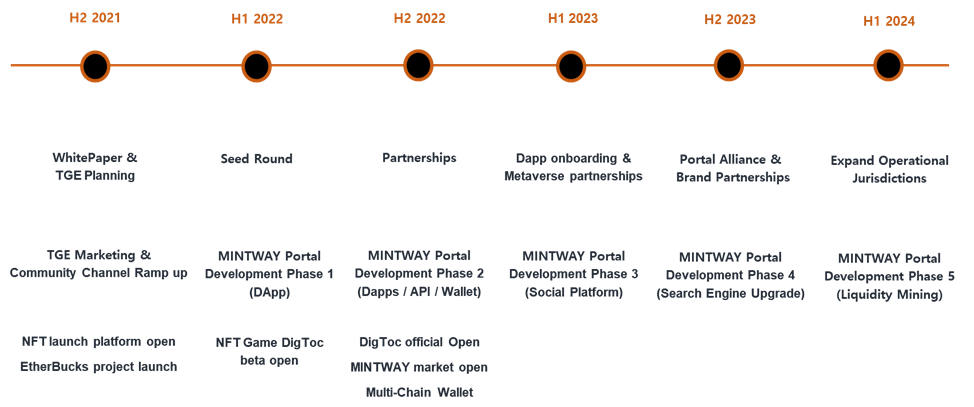 H2 2021
H1 2022
H2 2022
H1 2023
H2 2023
H1 2024
WhitePaper &
TGE Planning
Seed Round
Partnerships
Dapp onboarding &
Metaverse partnerships
Portal Alliance &
Brand Partnerships
Expand Operational
Jurisdictions
TGE Marketing &
Community Channel Ramp up
MINTWAY Portal
Development Phase 1
(DApp)
MINTWAY Portal
Development Phase 2
(Dapps / API / Wallet)
MINTWAY Portal
Development Phase 3
(Social Platform)
MINTWAY Portal
Development Phase 4
(Search Engine Upgrade)
MINTWAY Portal
Development Phase 5
(Liquidity Mining)
NFT launch platform open
EtherBucks project launch
NFT Game DigToc
beta open
DigToc official Open
MINTWAY market open
Multi-Chain Wallet